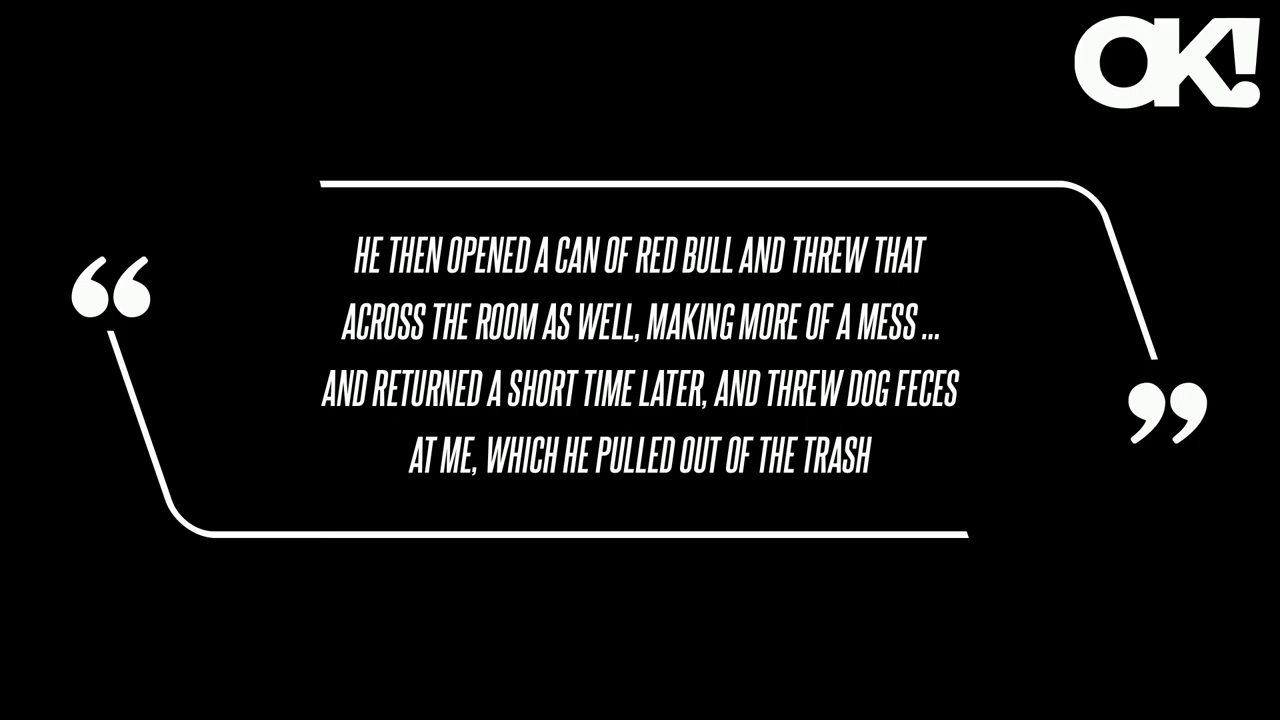 OK!
“
HE THEN OPENED A CAN OF RED BULL AND THREW THAT
ACROSS THE ROOM AS WELL, MAKING MORE OF A MESS ...
AND RETURNED A SHORT TIME LATER, AND THREW DOG FECES
AT ME, WHICH HE PULLED OUT OF THE TRASH
”